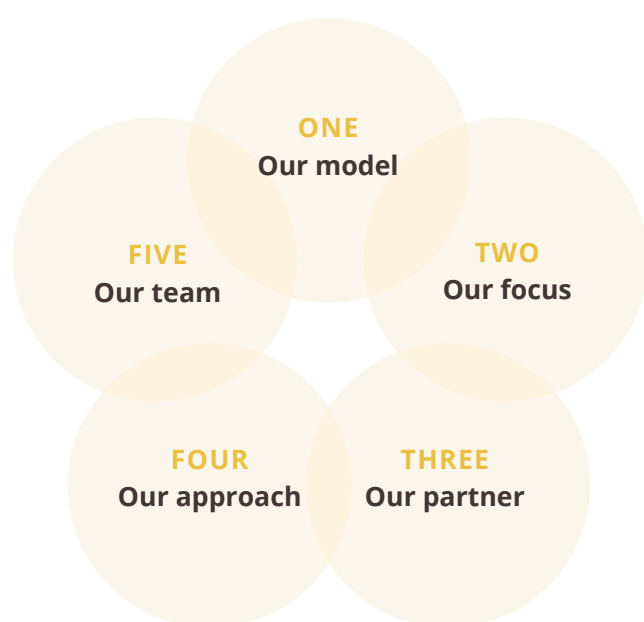 ONE
Our model
TWO
Our focus
THREE
Our partner
FOUR
Our approach
FIVE
Our team